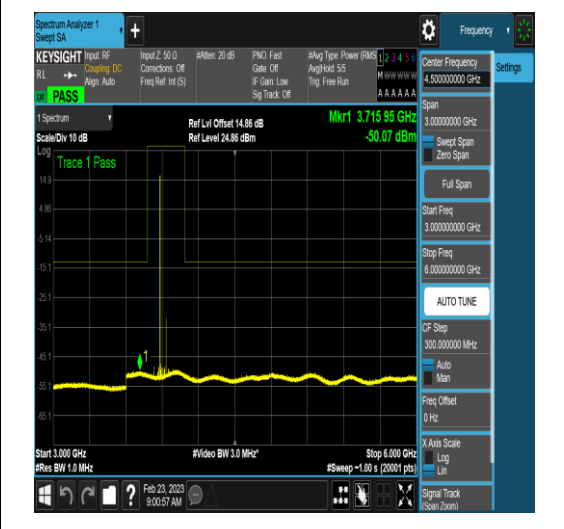 Spectrum Analyzer 1
Swept SA
Frequency
KEYSIGHT
RL
PASS
Input: RF
Coupling: DC
Align: Auto
Input Z: 50 Ω
Corrections: Off
Freq Ref: Int (S)
#Atten: 20 dB
PNO: Fast
Gate: Off
IF Gain: Low
Sig Track: Off
#Avg Type: Power (RMS
Avg|Hold: 5/5
Trig: Free Run
1 2 3 4 5 6
M W W W W W
A A A A A A
1 Spectrum
Scale/Div 10 dB
Log
Ref Lvl Offset 14.86 dB
Ref Level 24.86 dBm
Mkr1 3.715 95 GHz
-50.07 dBm
Trace 1 Pass
14.9
4.86
-5.14
-15.1
-25.1
-35.1
-45.1
-55.1
-65.1
1
Start 3.000 GHz
#Res BW 1.0 MHz
#Video BW 3.0 MHz*
Stop 6.000 GHz
#Sweep ~1.00 s (20001 pts)
Feb 23, 2023
9:00:57 AM
Center Frequency
4.500000000 GHz
Settings
Span
3.00000000 GHz
Swept Span
Zero Span
Full Span
Start Freq
3.000000000 GHz
Stop Freq
6.000000000 GHz
AUTO TUNE
CF Step
300.000000 MHz
Auto
Man
Freq Offset
0 Hz
X Axis Scale
Log
Lin
Signal Track
(Span Zoom)